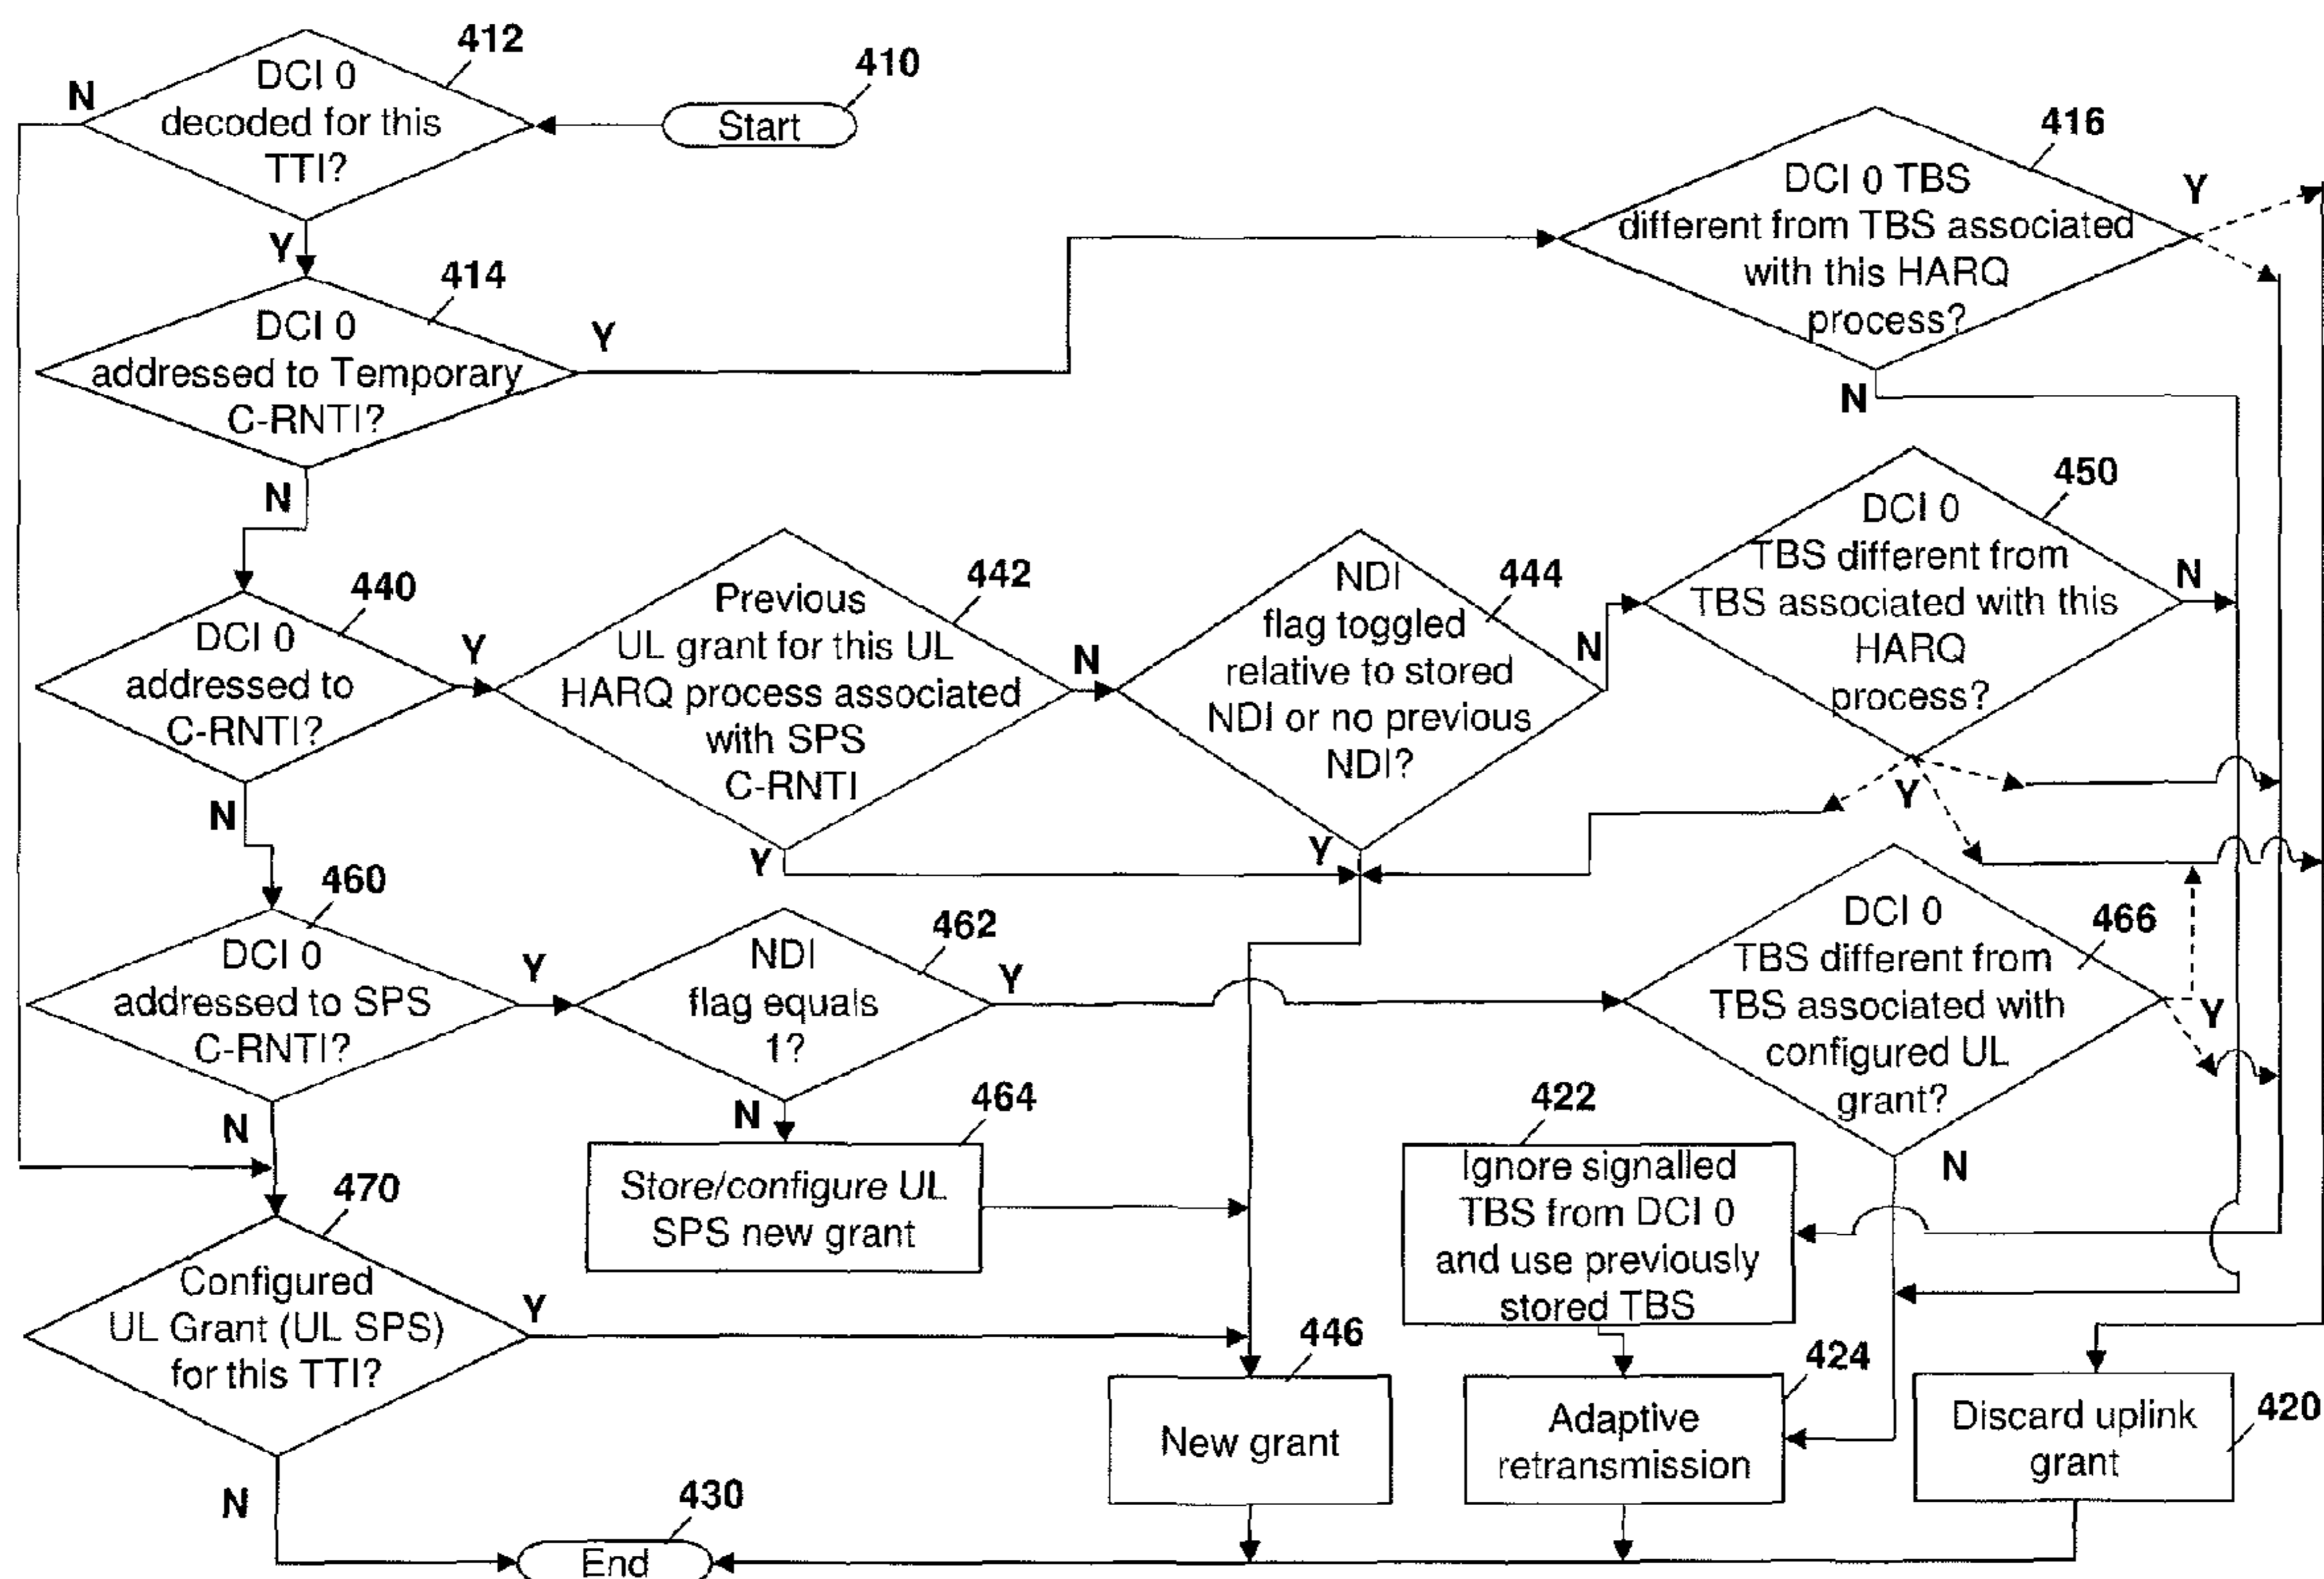 412
DCI 0
decoded for this
TTI?
N
Y
410
Start
414
DCI 0
addressed to Temporary
C-RNTI?
Y
N
416
DCI 0 TBS
different from TBS associated
with this HARQ
process?
Y
N
440
DCI 0
addressed to
C-RNTI?
Y
N
442
Previous
UL grant for this UL
HARQ process associated
with SPS
C-RNTI
N
Y
444
NDI
flag toggled
relative to stored
NDI or no previous
NDI?
N
Y
450
DCI 0
TBS different from
TBS associated with this
HARQ
process?
N
Y
460
DCI 0
addressed to SPS
C-RNTI?
Y
N
462
NDI
flag equals
1?
Y
N
464
Store/configure UL
SPS new grant
466
DCI 0
TBS different from
TBS associated with
configured UL
grant?
Y
N
470
Configured
UL Grant (UL SPS)
for this TTI?
Y
N
422
Ignore signalled
TBS from DCI 0
and use previously
stored TBS
446
New grant
424
Adaptive
retransmission
420
Discard uplink
grant
430
End